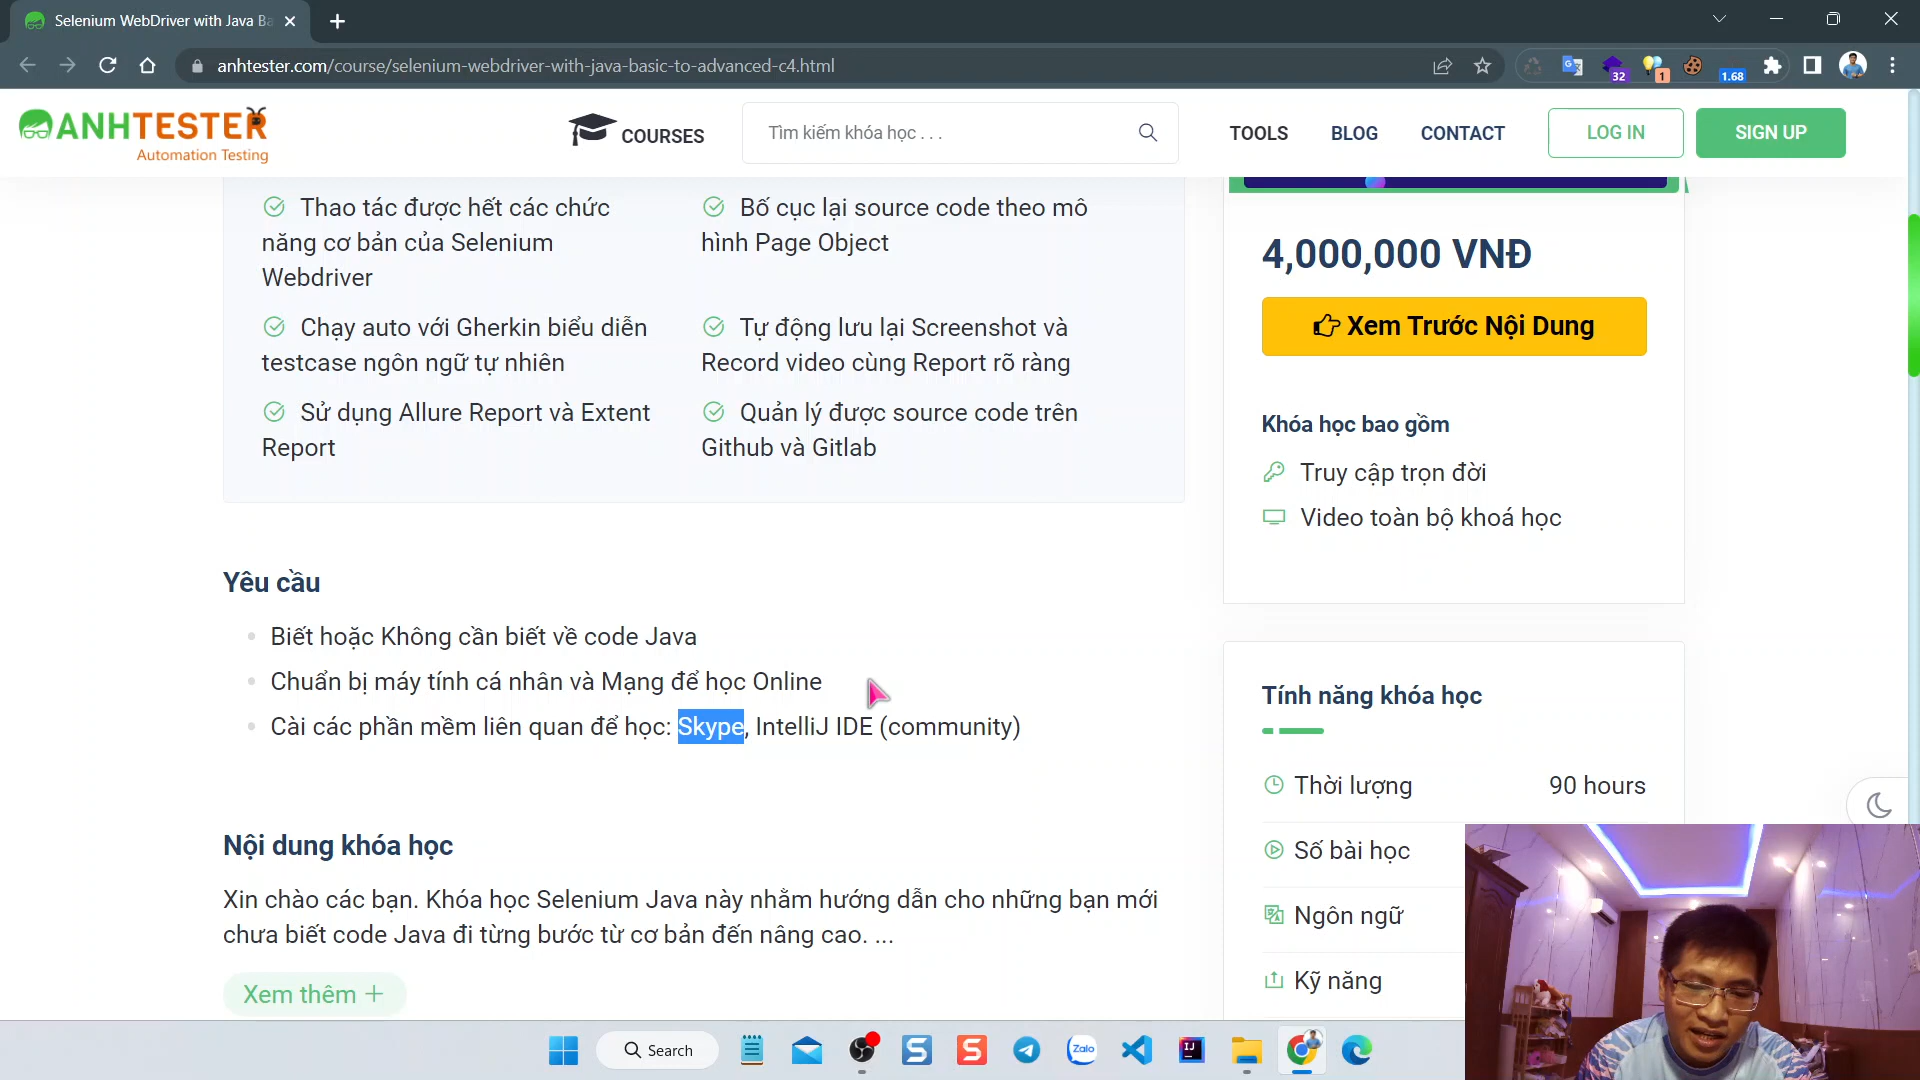 Selenium WebDriver with Java Ba
anhtester.com/course/selenium-webdriver-with-java-basic-to-advanced-c4.html
32
1
1.68
ANHTESTER
Automation Testing
COURSES
Tìm kiếm khóa học . . .
TOOLS
BLOG
CONTACT
LOG IN
SIGN UP
Thao tác được hết các chức
năng cơ bản của Selenium
Webdriver
Bố cục lại source code theo mô
hình Page Object
Chạy auto với Gherkin biểu diễn
testcase ngôn ngữ tự nhiên
Tự động lưu lại Screenshot và
Record video cùng Report rõ ràng
Sử dụng Allure Report và Extent
Report
Quản lý được source code trên
Github và Gitlab
4,000,000 VNĐ
Xem Trước Nội Dung
Khóa học bao gồm
Truy cập trọn đời
Video toàn bộ khoá học
Yêu cầu
Biết hoặc Không cần biết về code Java
Chuẩn bị máy tính cá nhân và Mạng để học Online
Cài các phần mềm liên quan để học: Skype, IntelliJ IDE (community)
Tính năng khóa học
Thời lượng 90 hours
Số bài học
Ngôn ngữ
Kỹ năng
Nội dung khóa học
Xin chào các bạn. Khóa học Selenium Java này nhằm hướng dẫn cho những bạn mới
chưa biết code Java đi từng bước từ cơ bản đến nâng cao. ...
Xem thêm +
Search
S
S
Zalo
IJ